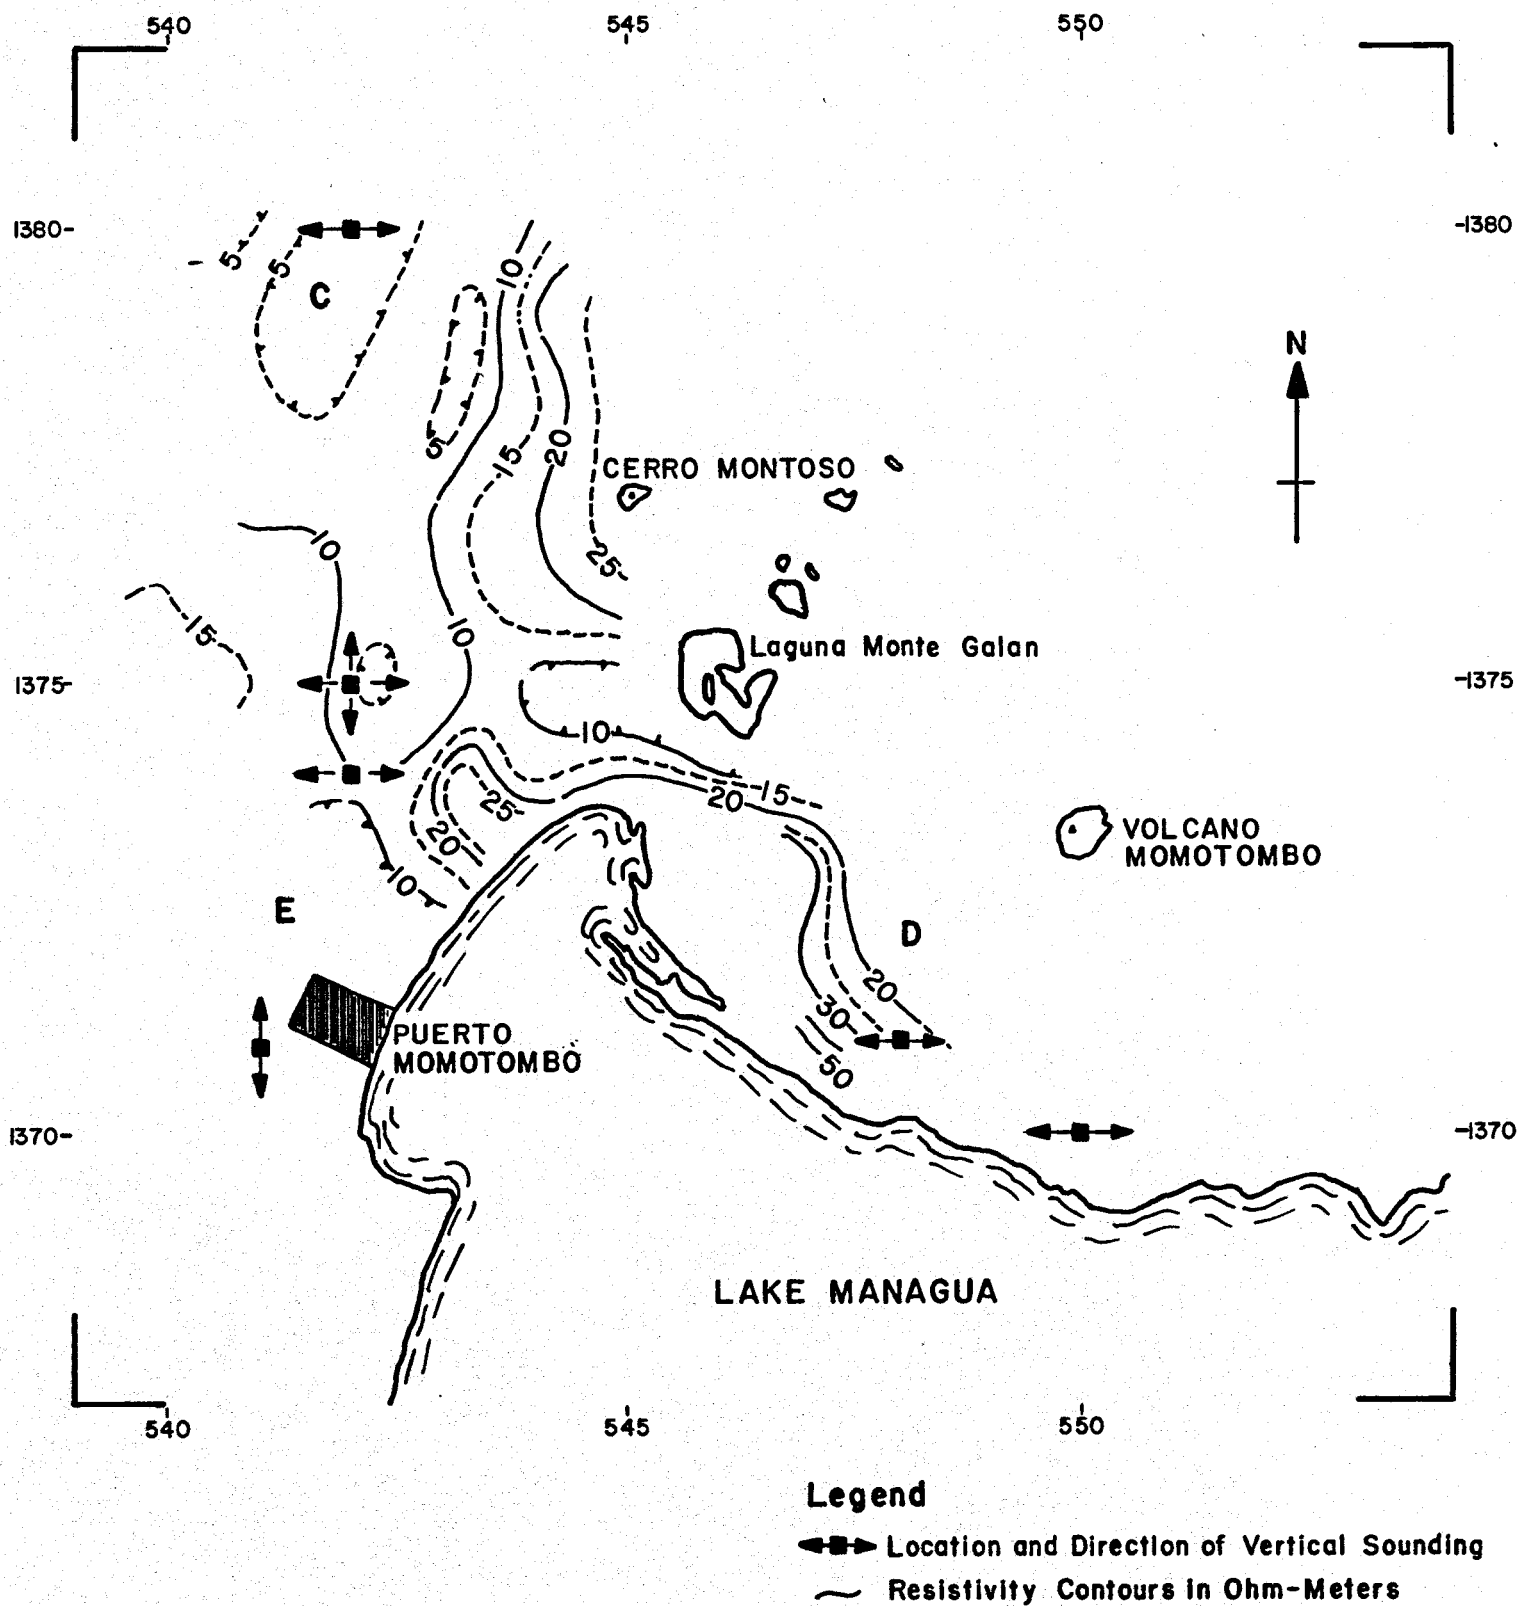 540 545 550
1380- -1380
5 5 C 10
N
5 15 20
CERRO MONTOSO
10 25
15 10
Laguna Monte Galan
1375- -1375
10
15
20
25
20
VOLCANO
MOMOTOMBO
10
E D
20
30
PUERTO
MOMOTOMBO
50
1370- -1370
LAKE MANAGUA
540 545 550
Legend
Location and Direction of Vertical Sounding
Resistivity Contours in Ohm-Meters